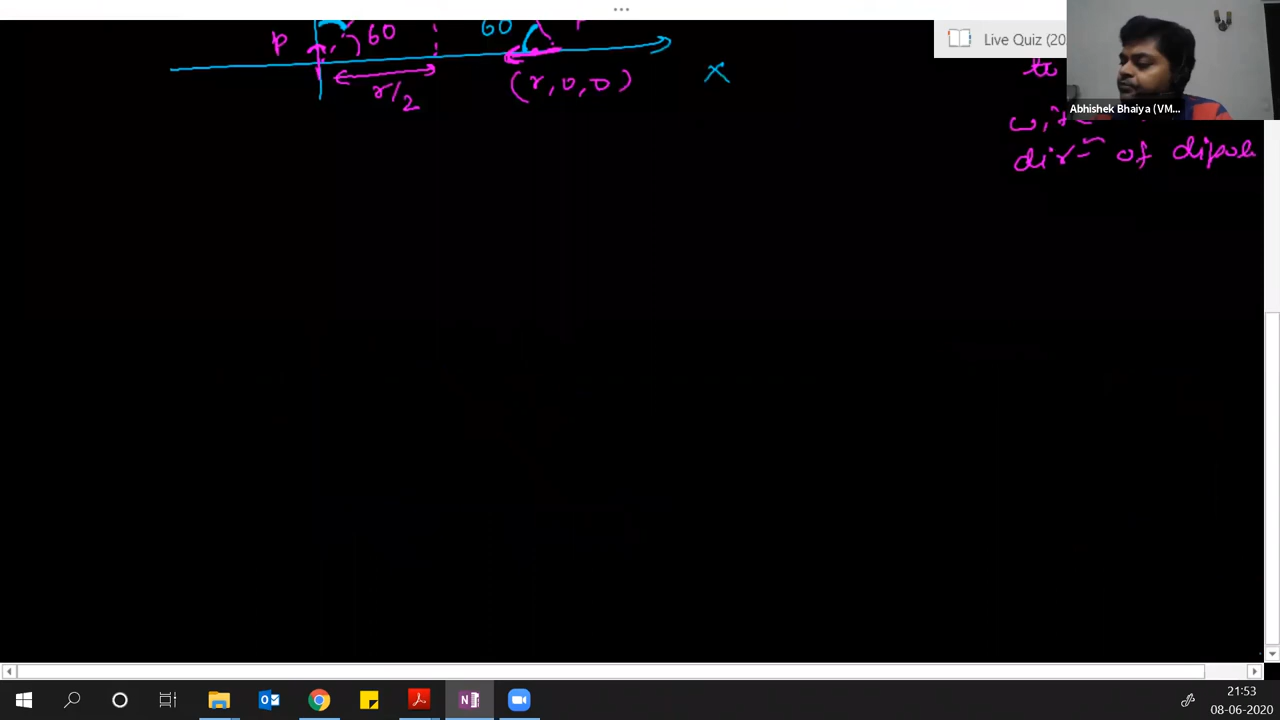 ...
P 60 60
Live Quiz (20
to
(r,0,0) X
r/2
dirⁿ of dipole
Abhishek Bhaiya (VM...
21:53
08-06-2020